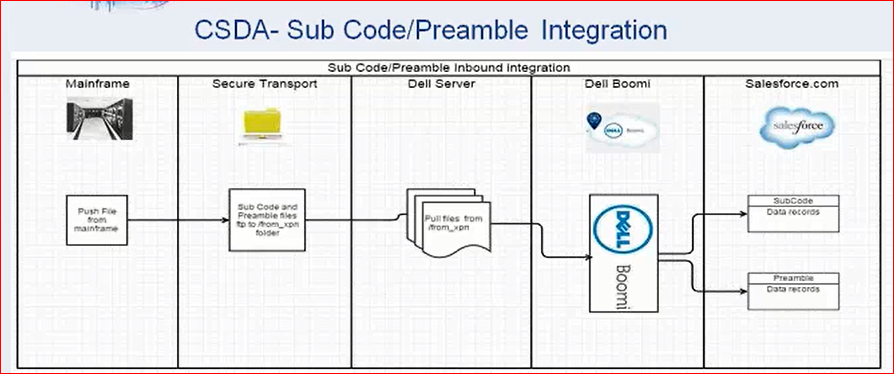 CSDA- Sub Code/Preamble Integration
Sub Code/Preamble Inbound integration
Mainframe
Secure Transport
Dell Server
Dell Boomi
Salesforce.com
DELL Boomi
salesforce
Push File
from
mainframe
Sub Code and
Preamble files
ftp to /from_xpn
folder
Pull files from
/from_xpn
DELL
Boomi
SubCode
Data records
Preamble
Data records